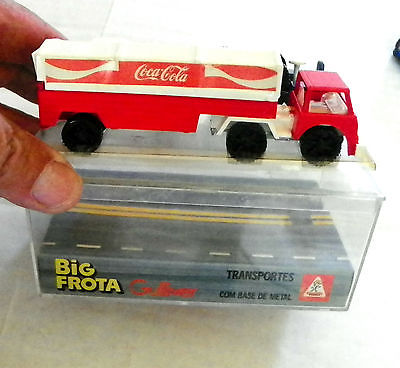 Coca-Cola
BiG
FROTA
TRANSPORTES
COM BASE DE METAL